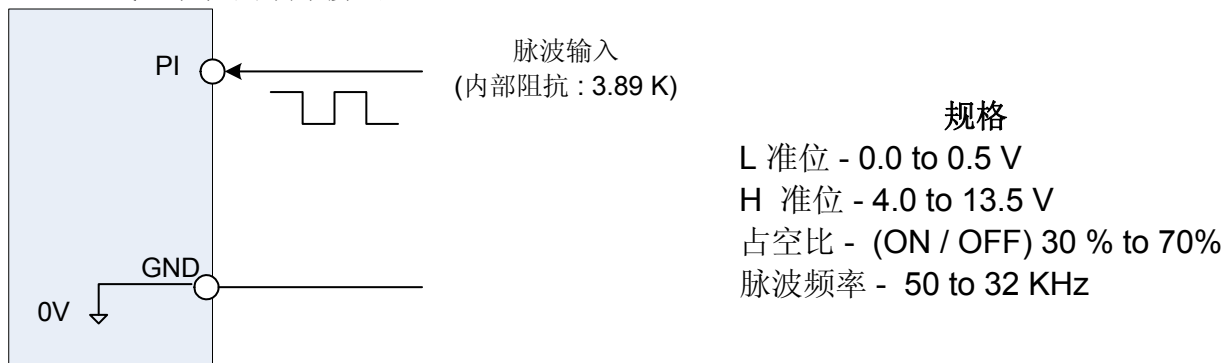 PI
脉波输入
(内部阻抗 : 3.89 K)
规格
L 准位 - 0.0 to 0.5 V
H 准位 - 4.0 to 13.5 V
占空比 - (ON / OFF) 30 % to 70%
脉波频率 - 50 to 32 KHz
GND
0V